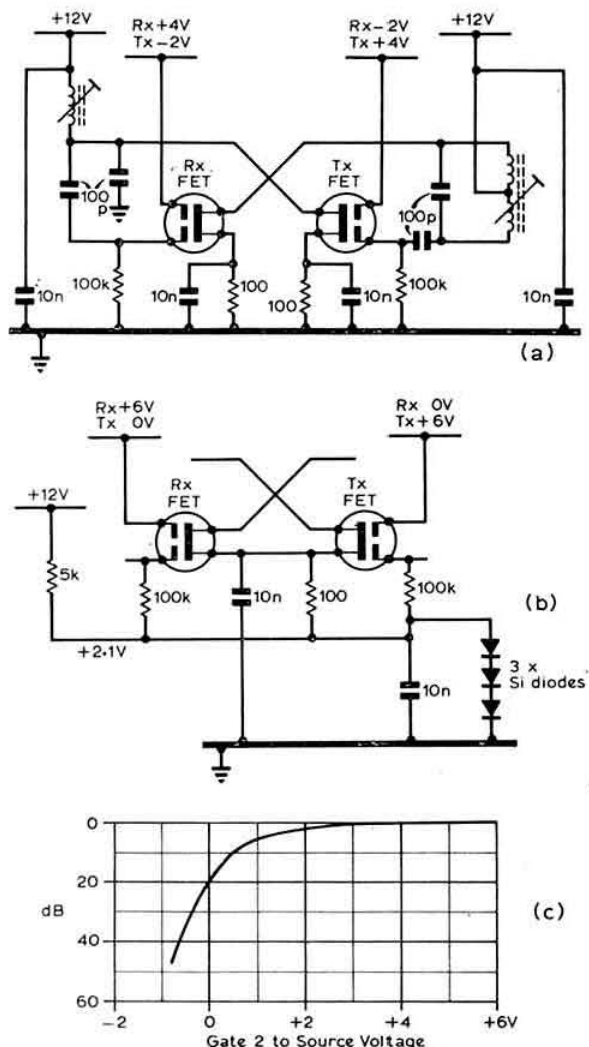 +12V
Rx+4V
Tx-2V
Rx-2V
Tx+4V
+12V
Rx
FET
Tx
FET
100
p
100p
10n
100k
10n
100
100
10n
100k
10n
(a)
Rx+6V
Tx 0V
Rx 0V
Tx+6V
+12V
Rx
FET
Tx
FET
5k
100k
10n
100
100k
(b)
+2·1V
10n
3 x
Si diodes
0
20
dB
40
60
-2
0
+2
+4
+6V
(c)
Gate 2 to Source Voltage